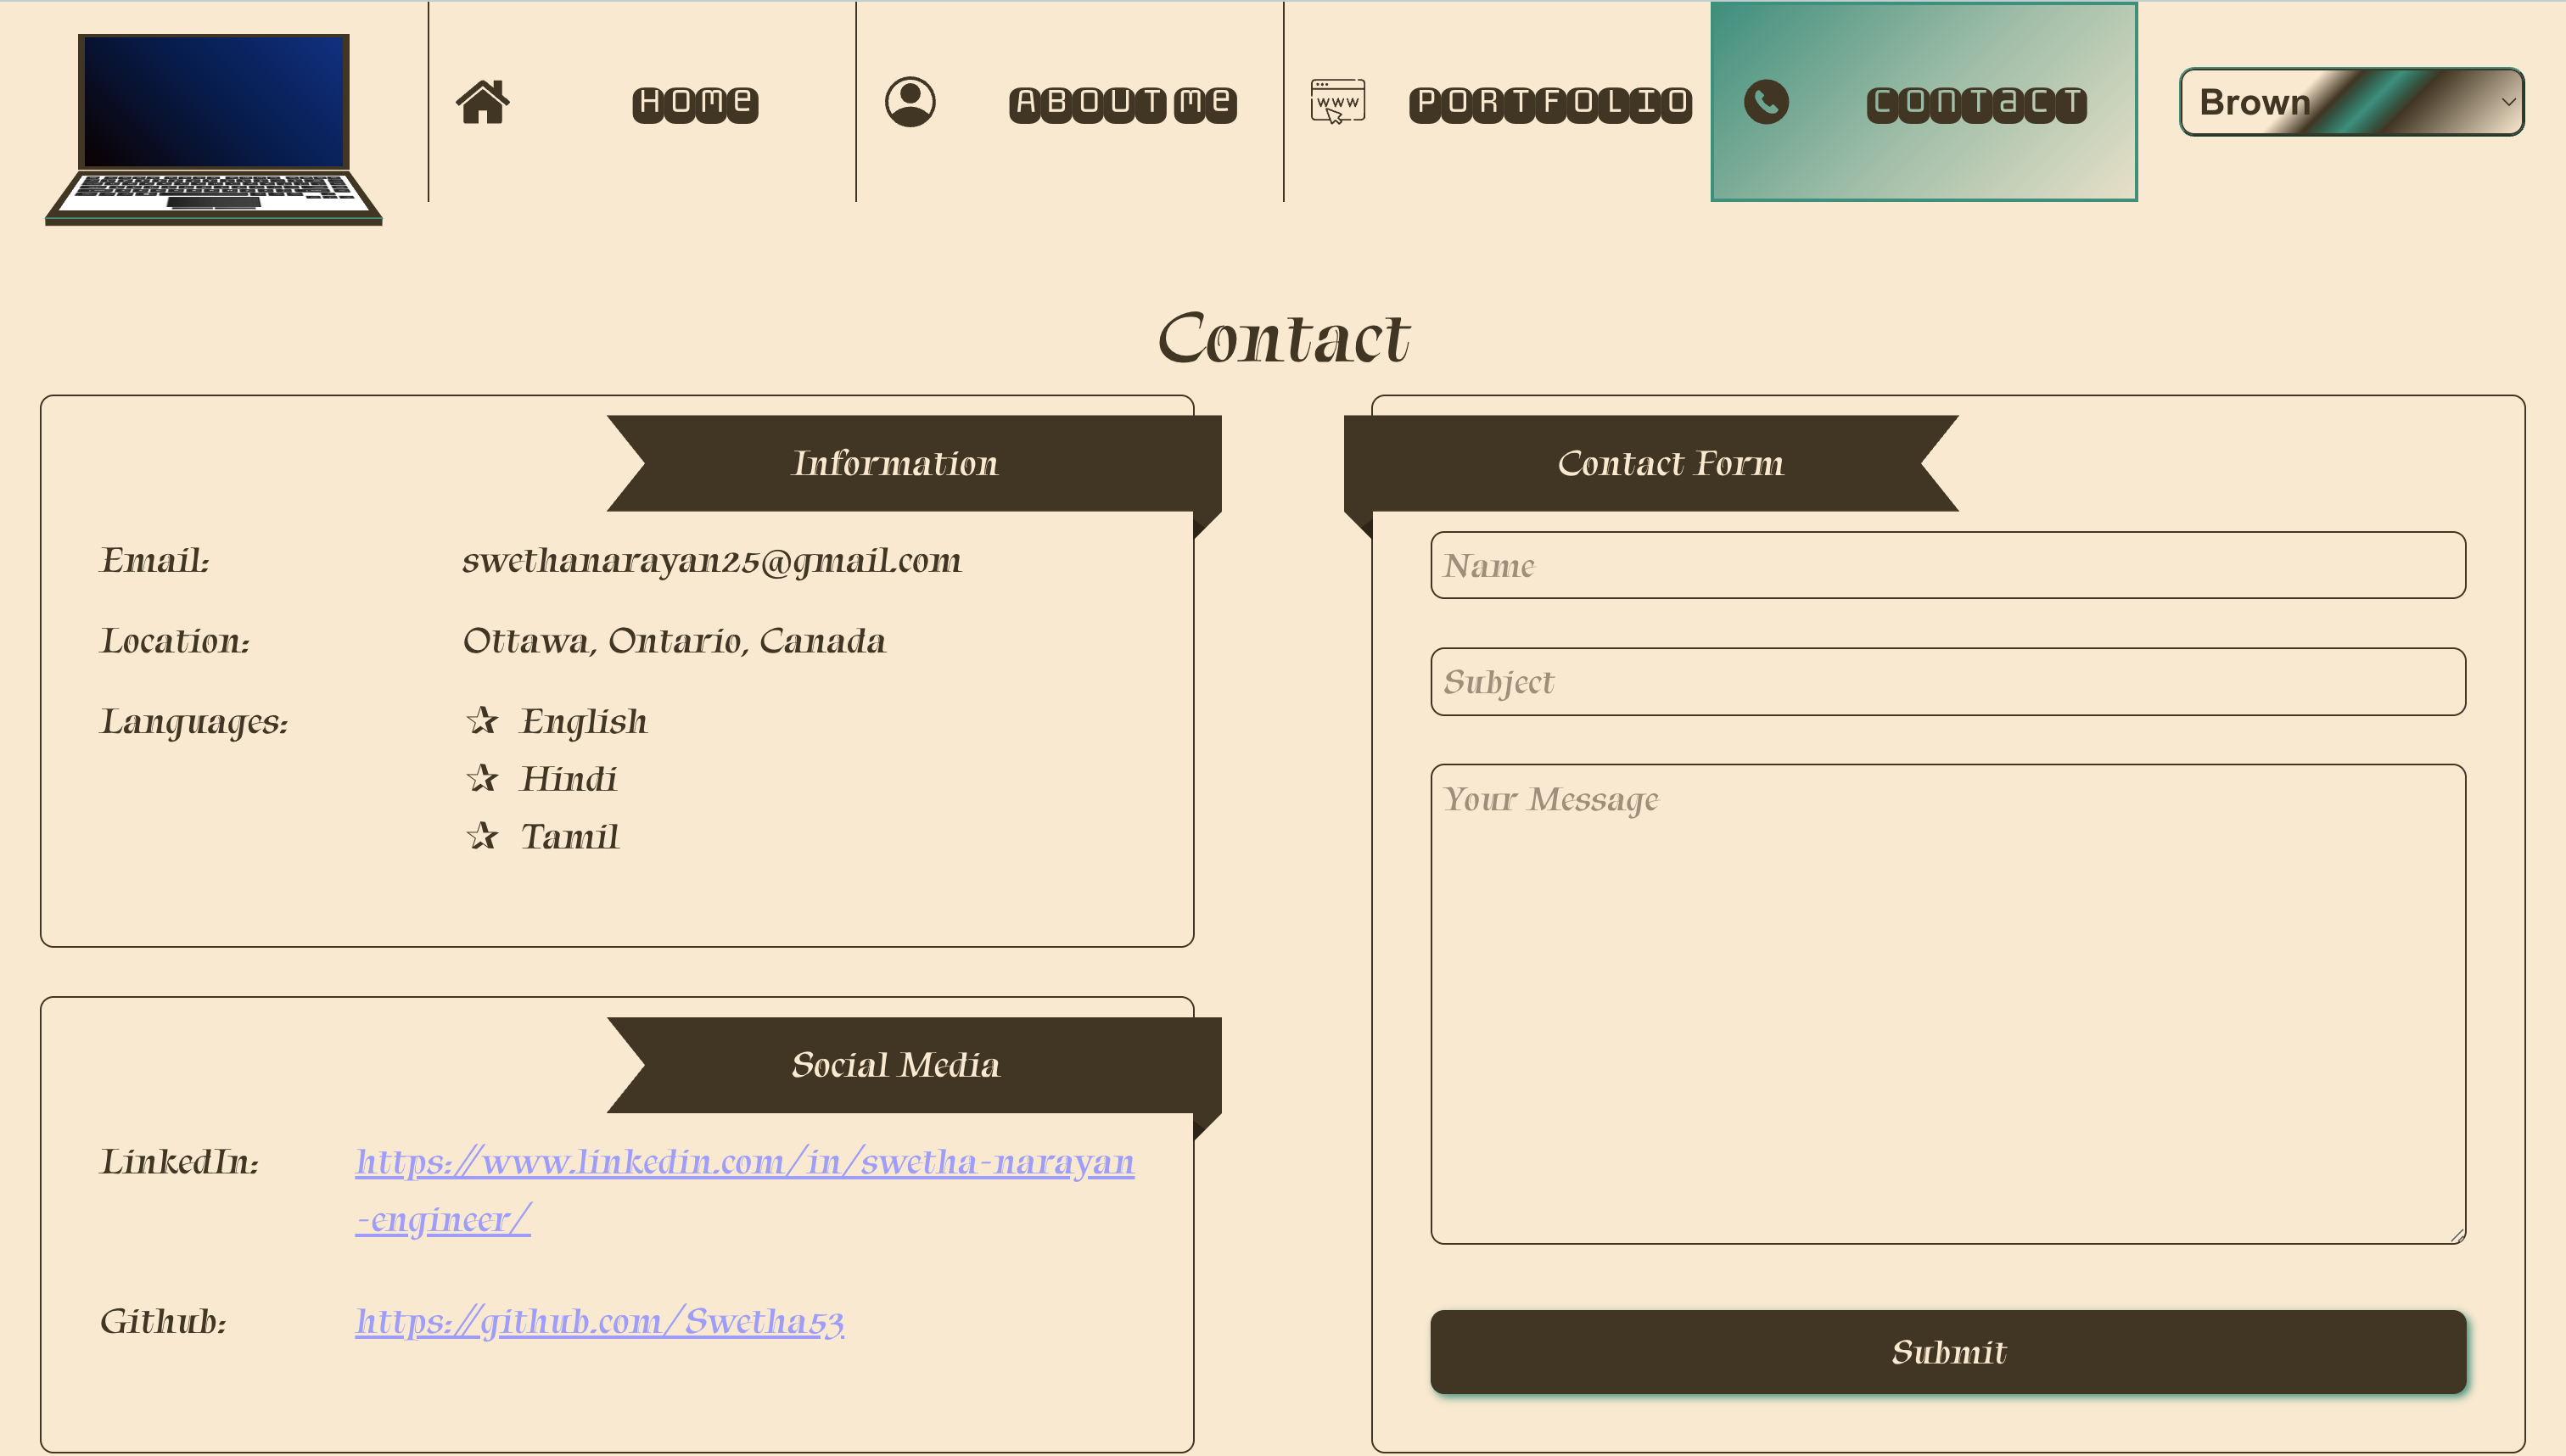 HOme
ABOUT me
WWW
PORTFOLIO
ConTacT
Brown
Contact
Information
Email:
swethanarayan25@gmail.com
Location:
Ottawa, Ontario, Canada
Languages:
☆ English
☆ Hindi
☆ Tamil
Social Media
LinkedIn:
https://www.linkedin.com/in/swetha-narayan
-engineer/
Github:
https://github.com/Swetha53
Contact Form
Name
Subject
Your Message
Submit